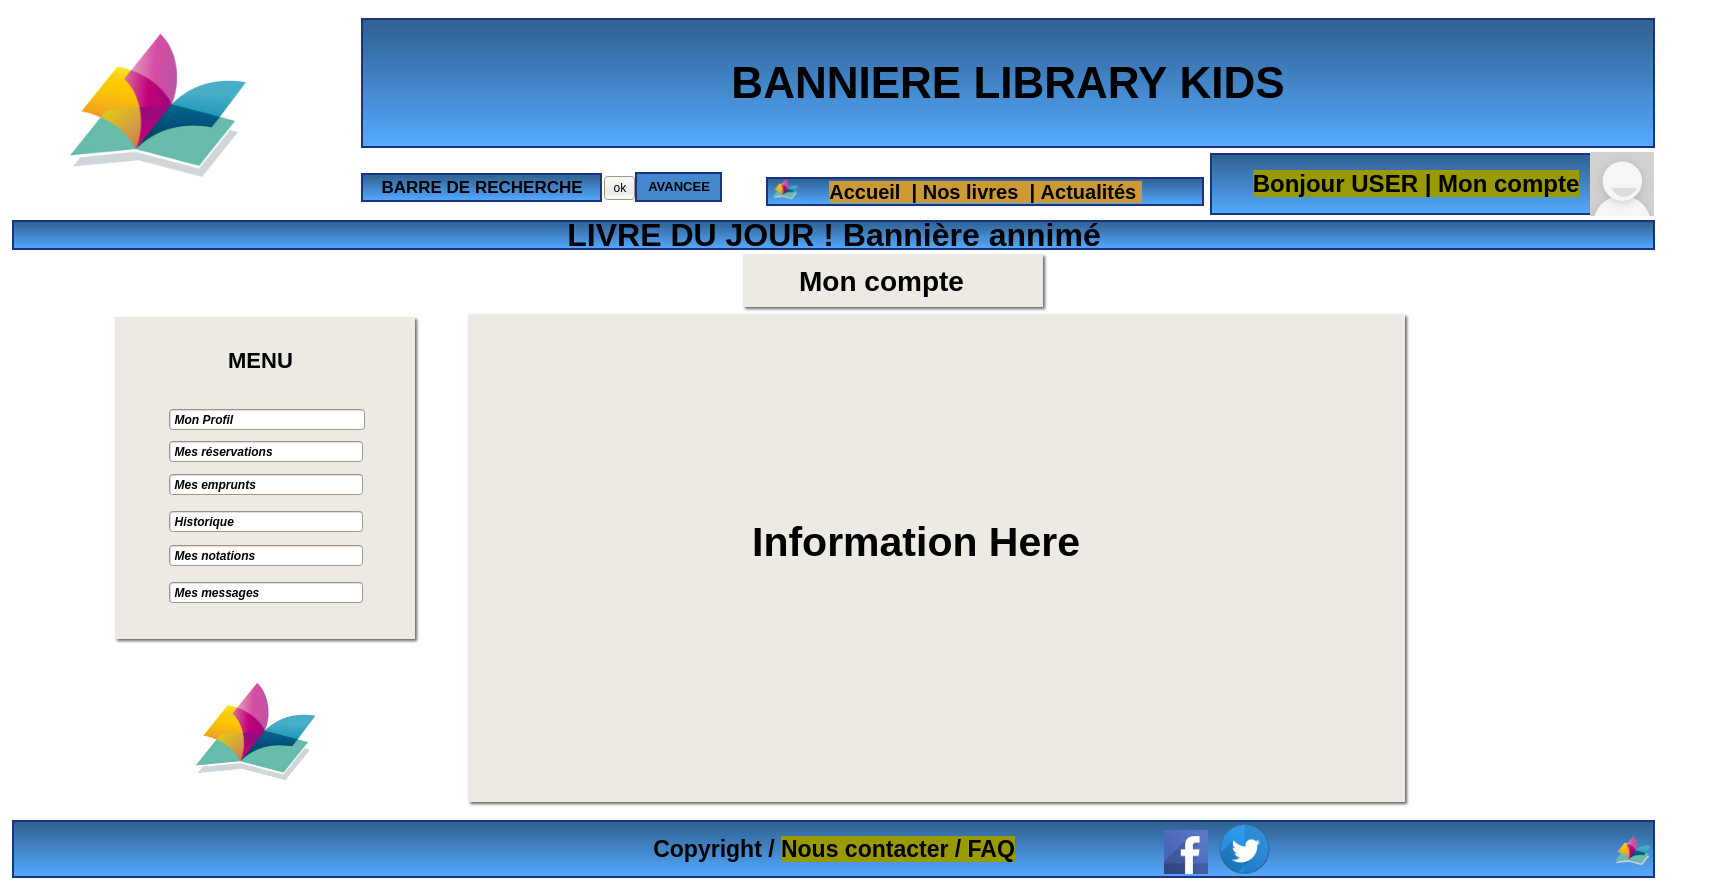 BANNIERE LIBRARY KIDS
BARRE DE RECHERCHE
ok
AVANCEE
Accueil | Nos livres | Actualités
Bonjour USER | Mon compte
LIVRE DU JOUR ! Bannière annimé
Mon compte
MENU
Mon Profil
Mes réservations
Mes emprunts
Historique
Mes notations
Mes messages
Information Here
Copyright / Nous contacter / FAQ